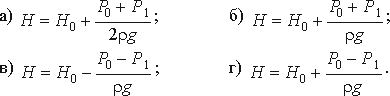 а) H = H₀ + (P₀ + P₁)/(2ρg); б) H = H₀ + (P₀ + P₁)/(ρg);
в) H = H₀ − (P₀ − P₁)/(ρg); г) H = H₀ + (P₀ − P₁)/(ρg).